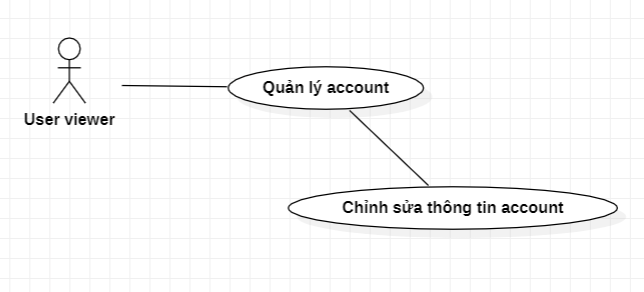 Quản lý account
User viewer
Chỉnh sửa thông tin account